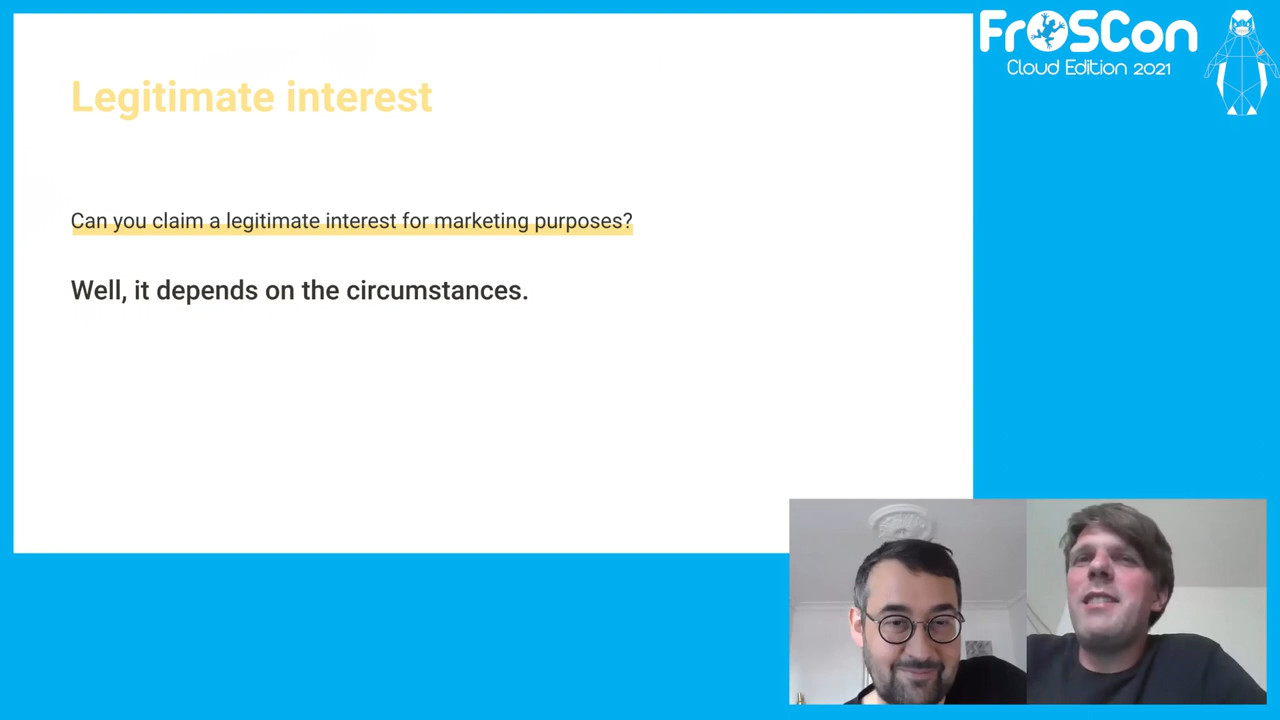 FrOSCon
Cloud Edition 2021
Legitimate interest
Can you claim a legitimate interest for marketing purposes?
Well, it depends on the circumstances.